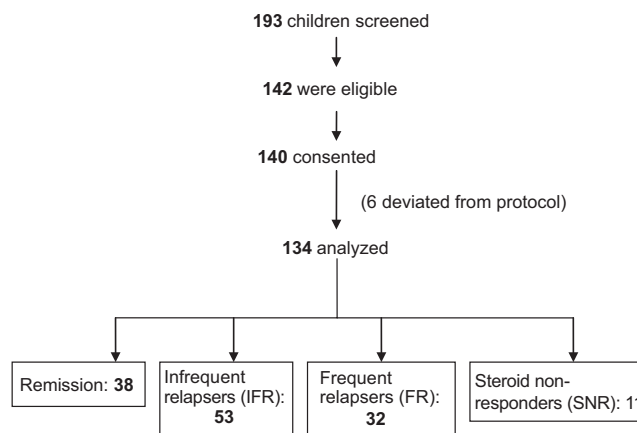 193 children screened
142 were eligible
140 consented
(6 deviated from protocol)
134 analyzed
Remission: 38
Infrequent
relapsers (IFR):
53
Frequent
relapsers (FR):
32
Steroid non-
responders (SNR): 11